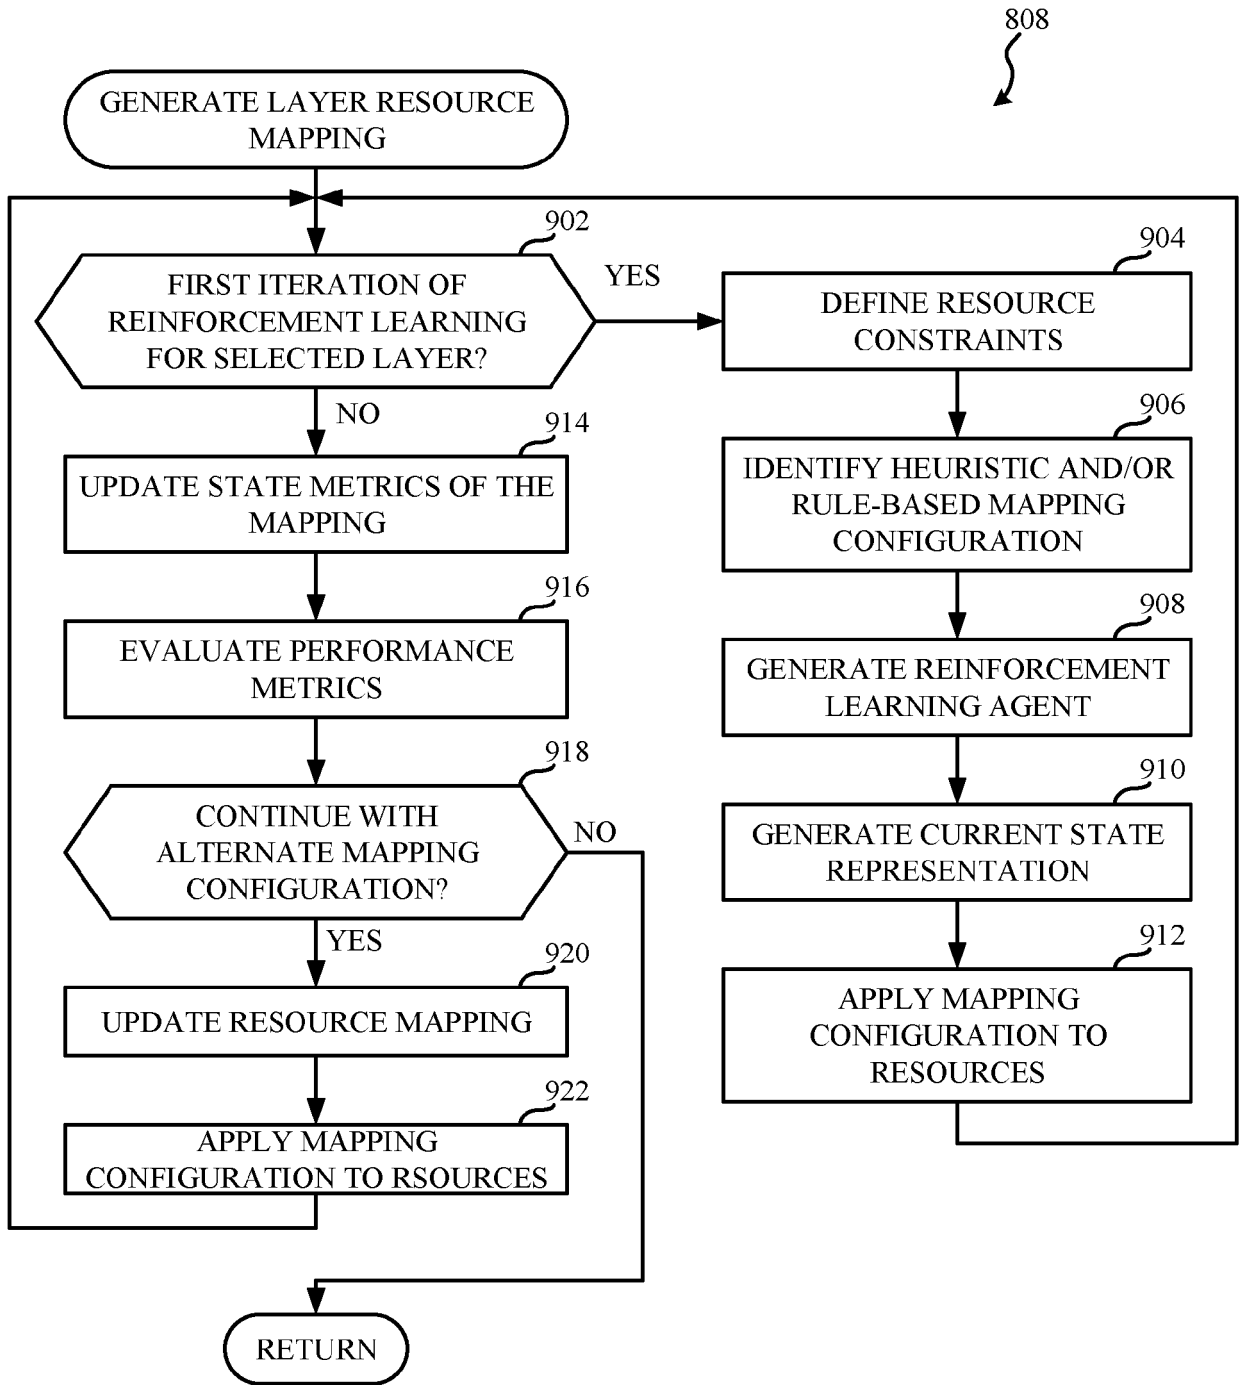 808
GENERATE LAYER RESOURCE
MAPPING
902
FIRST ITERATION OF
REINFORCEMENT LEARNING
FOR SELECTED LAYER?
YES
NO
914
UPDATE STATE METRICS OF THE
MAPPING
916
EVALUATE PERFORMANCE
METRICS
918
CONTINUE WITH
ALTERNATE MAPPING
CONFIGURATION?
NO
YES
920
UPDATE RESOURCE MAPPING
922
APPLY MAPPING
CONFIGURATION TO RSOURCES
RETURN
904
DEFINE RESOURCE
CONSTRAINTS
906
IDENTIFY HEURISTIC AND/OR
RULE-BASED MAPPING
CONFIGURATION
908
GENERATE REINFORCEMENT
LEARNING AGENT
910
GENERATE CURRENT STATE
REPRESENTATION
912
APPLY MAPPING
CONFIGURATION TO
RESOURCES